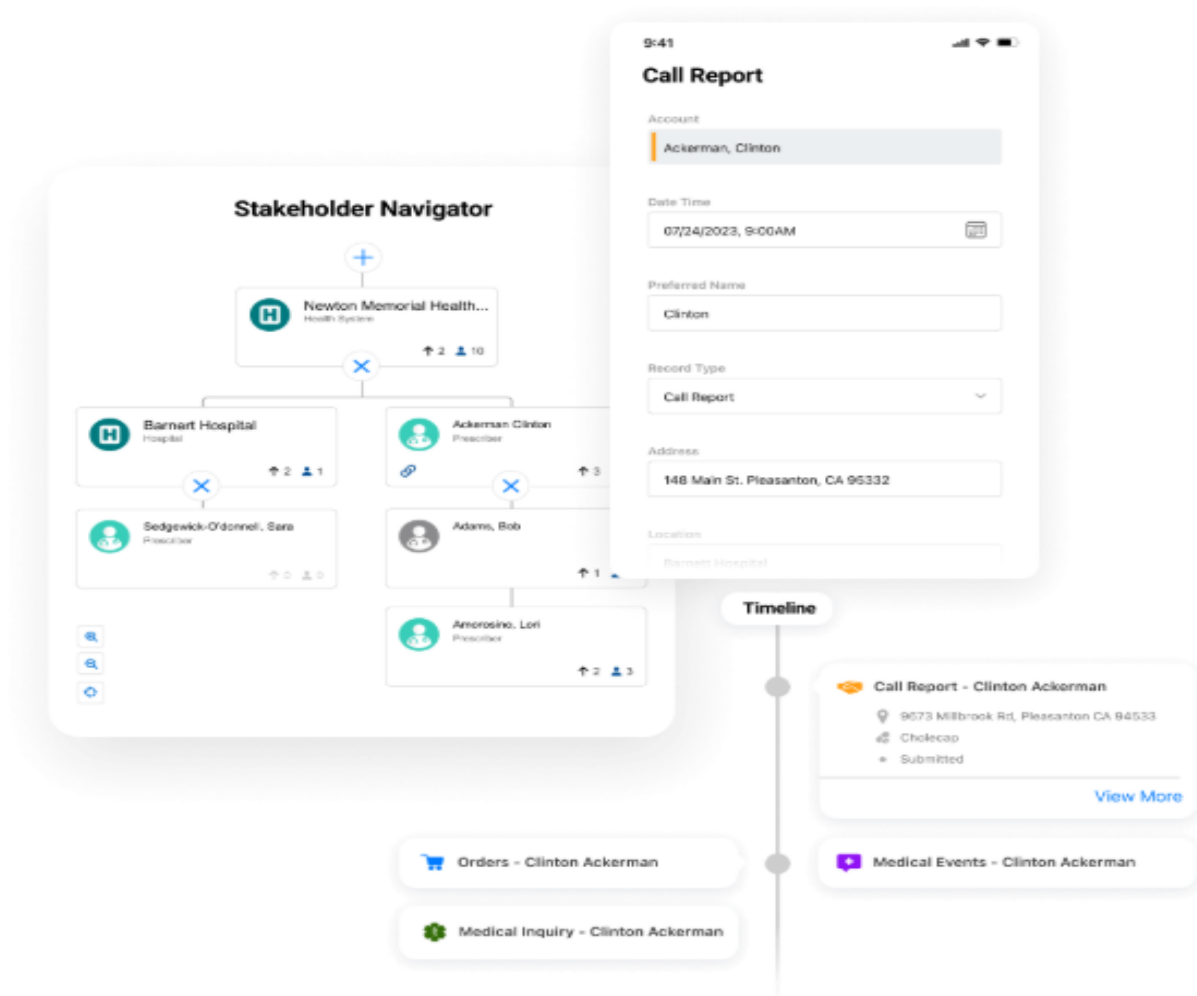 9:41
Call Report
Account
Ackerman, Clinton
Date Time
07/24/2023, 9:00AM
Preferred Name
Clinton
Record Type
Call Report
Address
148 Main St. Pleasanton, CA 95332
Location
Barnett Hospital
Stakeholder Navigator
Newton Memorial Health...
Health System
2 10
Barnert Hospital
Hospital
2 1
Ackerman Clinton
Prescriber
3
Sedgewick-O'donnell, Sara
Prescriber
0 0
Adams, Bob
1
Amorosino, Lori
Prescriber
2 3
Timeline
Call Report - Clinton Ackerman
9673 Millbrook Rd, Pleasanton CA 94533
Cholecap
Submitted
View More
Orders - Clinton Ackerman
Medical Events - Clinton Ackerman
Medical Inquiry - Clinton Ackerman